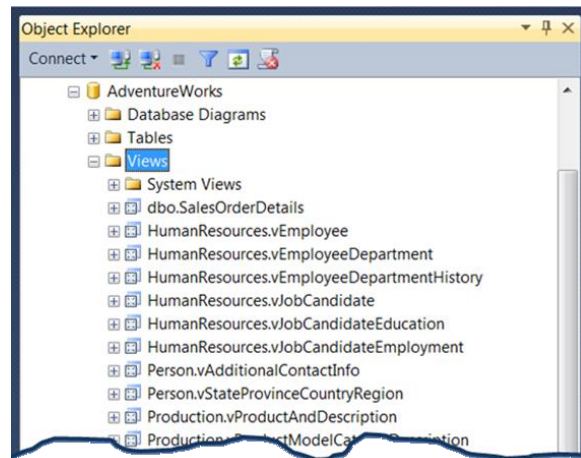 Object Explorer
Connect
AdventureWorks
Database Diagrams
Tables
Views
System Views
dbo.SalesOrderDetails
HumanResources.vEmployee
HumanResources.vEmployeeDepartment
HumanResources.vEmployeeDepartmentHistory
HumanResources.vJobCandidate
HumanResources.vJobCandidateEducation
HumanResources.vJobCandidateEmployment
Person.vAdditionalContactInfo
Person.vStateProvinceCountryRegion
Production.vProductAndDescription